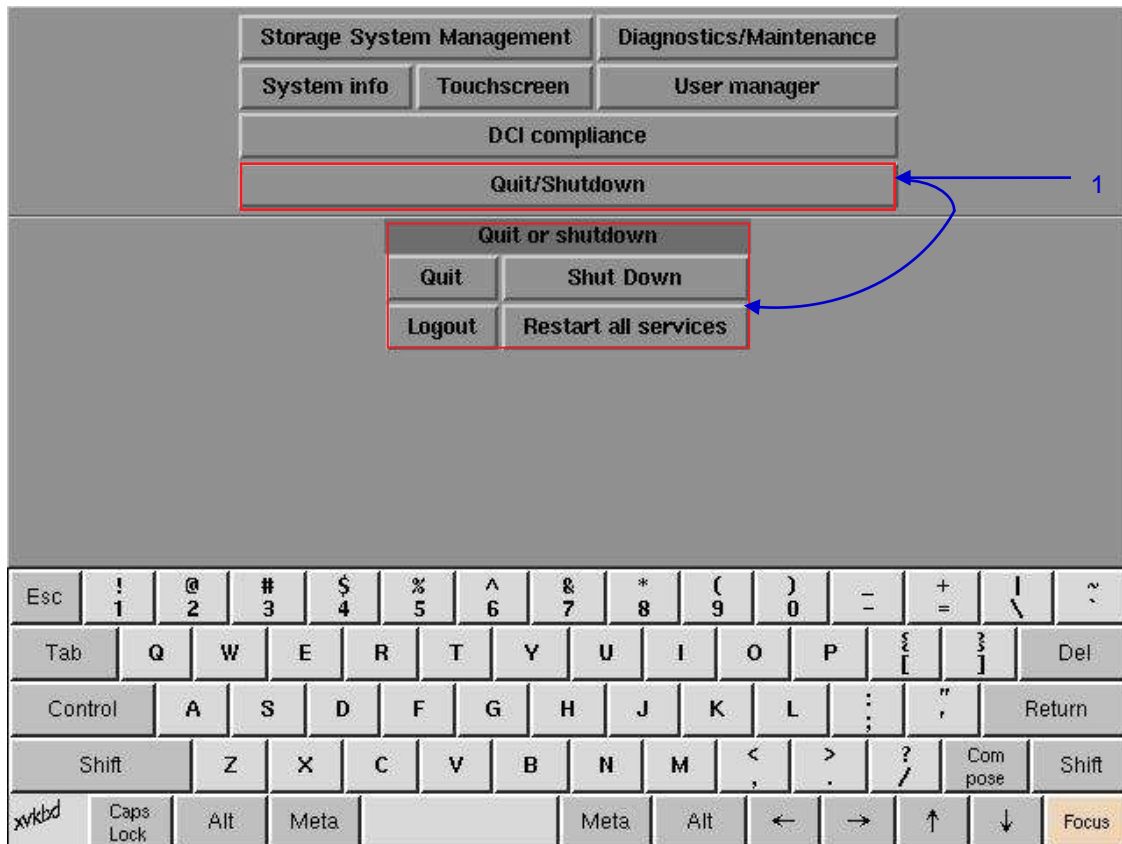 Storage System Management Diagnostics/Maintenance
System info Touchscreen User manager
DCI compliance
Quit/Shutdown
1
Quit or shutdown
Quit Shut Down
Logout Restart all services
Esc ! @ # $ % ^ & * ( ) _ + | ~
1 2 3 4 5 6 7 8 9 0 - = \ `
Tab Q W E R T Y U I O P { } Del
[ ]
Control A S D F G H J K L : " Return
; '
Shift Z X C V B N M < > ? Com Shift
, . / pose
xvkbd Caps Alt Meta Meta Alt ← → ↑ ↓ Focus
Lock